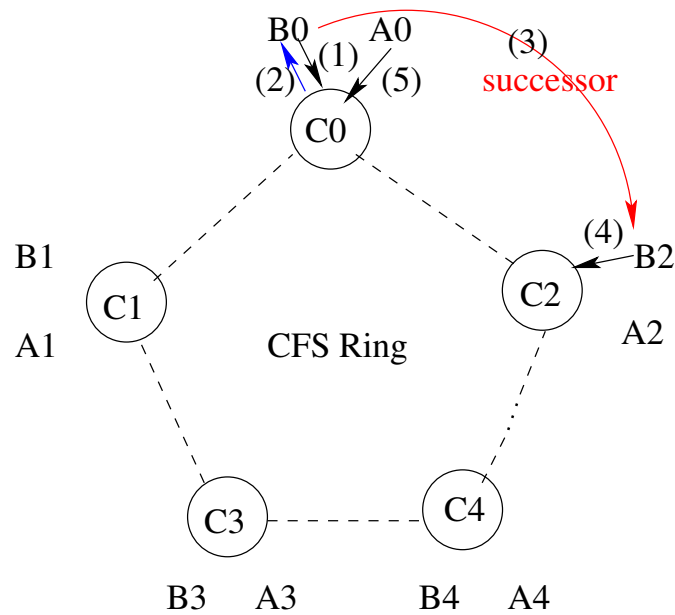 B0 A0
(3)
(1)
(2) (5)
successor
C0
(4)
B1 B2
C2
C1
A2
A1 CFS Ring
C3 C4
B3 A3 B4 A4